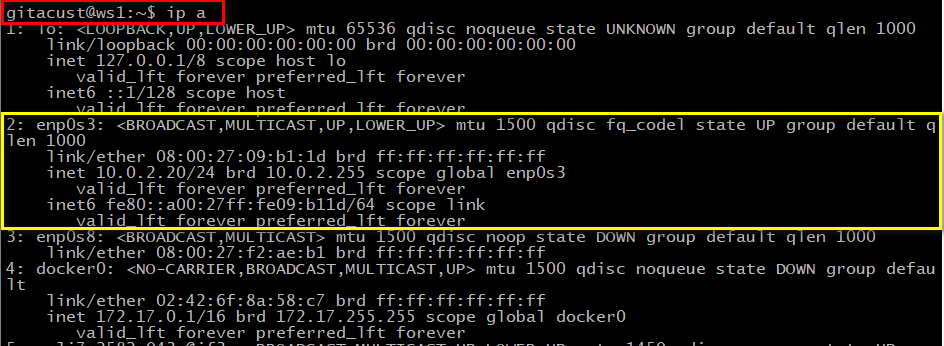 gitacust@ws1:~$ ip a
1: lo: <LOOPBACK,UP,LOWER_UP> mtu 65536 qdisc noqueue state UNKNOWN group default qlen 1000
link/loopback 00:00:00:00:00:00 brd 00:00:00:00:00:00
inet 127.0.0.1/8 scope host lo
valid_lft forever preferred_lft forever
inet6 ::1/128 scope host
valid_lft forever preferred_lft forever
2: enp0s3: <BROADCAST,MULTICAST,UP,LOWER_UP> mtu 1500 qdisc fq_codel state UP group default q
len 1000
link/ether 08:00:27:09:b1:1d brd ff:ff:ff:ff:ff:ff
inet 10.0.2.20/24 brd 10.0.2.255 scope global enp0s3
valid_lft forever preferred_lft forever
inet6 fe80::a00:27ff:fe09:b11d/64 scope link
valid_lft forever preferred_lft forever
3: enp0s8: <BROADCAST,MULTICAST> mtu 1500 qdisc noop state DOWN group default qlen 1000
link/ether 08:00:27:f2:ae:b1 brd ff:ff:ff:ff:ff:ff
4: docker0: <NO-CARRIER,BROADCAST,MULTICAST,UP> mtu 1500 qdisc noqueue state DOWN group defau
lt
link/ether 02:42:6f:8a:58:c7 brd ff:ff:ff:ff:ff:ff
inet 172.17.0.1/16 brd 172.17.255.255 scope global docker0
valid_lft forever preferred_lft forever